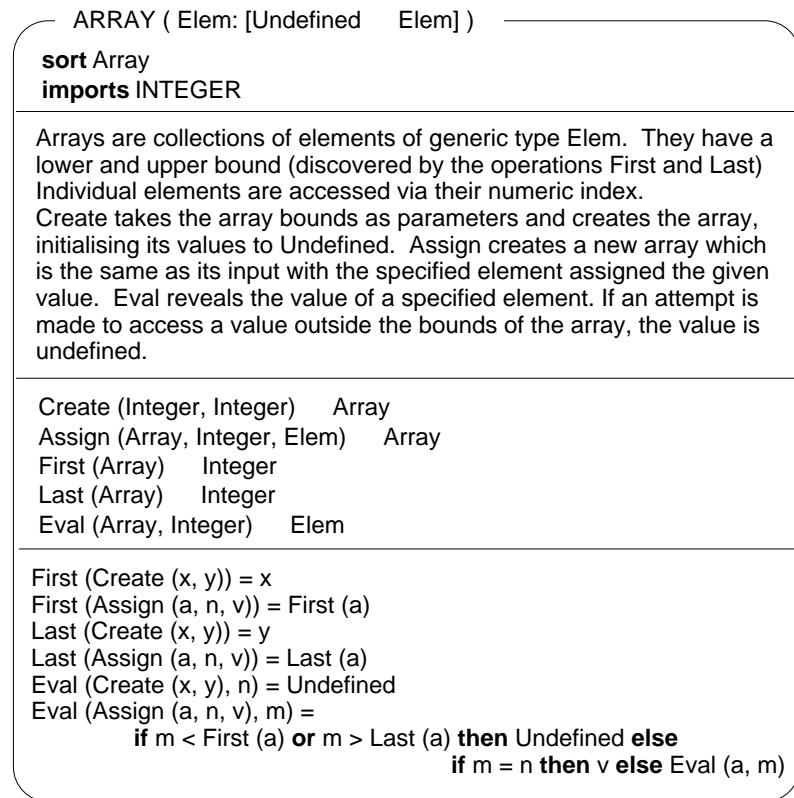 ARRAY ( Elem: [Undefined Elem] )
sort Array
imports INTEGER
Arrays are collections of elements of generic type Elem. They have a
lower and upper bound (discovered by the operations First and Last)
Individual elements are accessed via their numeric index.
Create takes the array bounds as parameters and creates the array,
initialising its values to Undefined. Assign creates a new array which
is the same as its input with the specified element assigned the given
value. Eval reveals the value of a specified element. If an attempt is
made to access a value outside the bounds of the array, the value is
undefined.
Create (Integer, Integer) Array
Assign (Array, Integer, Elem) Array
First (Array) Integer
Last (Array) Integer
Eval (Array, Integer) Elem
First (Create (x, y)) = x
First (Assign (a, n, v)) = First (a)
Last (Create (x, y)) = y
Last (Assign (a, n, v)) = Last (a)
Eval (Create (x, y), n) = Undefined
Eval (Assign (a, n, v), m) =
if m < First (a) or m > Last (a) then Undefined else
if m = n then v else Eval (a, m)